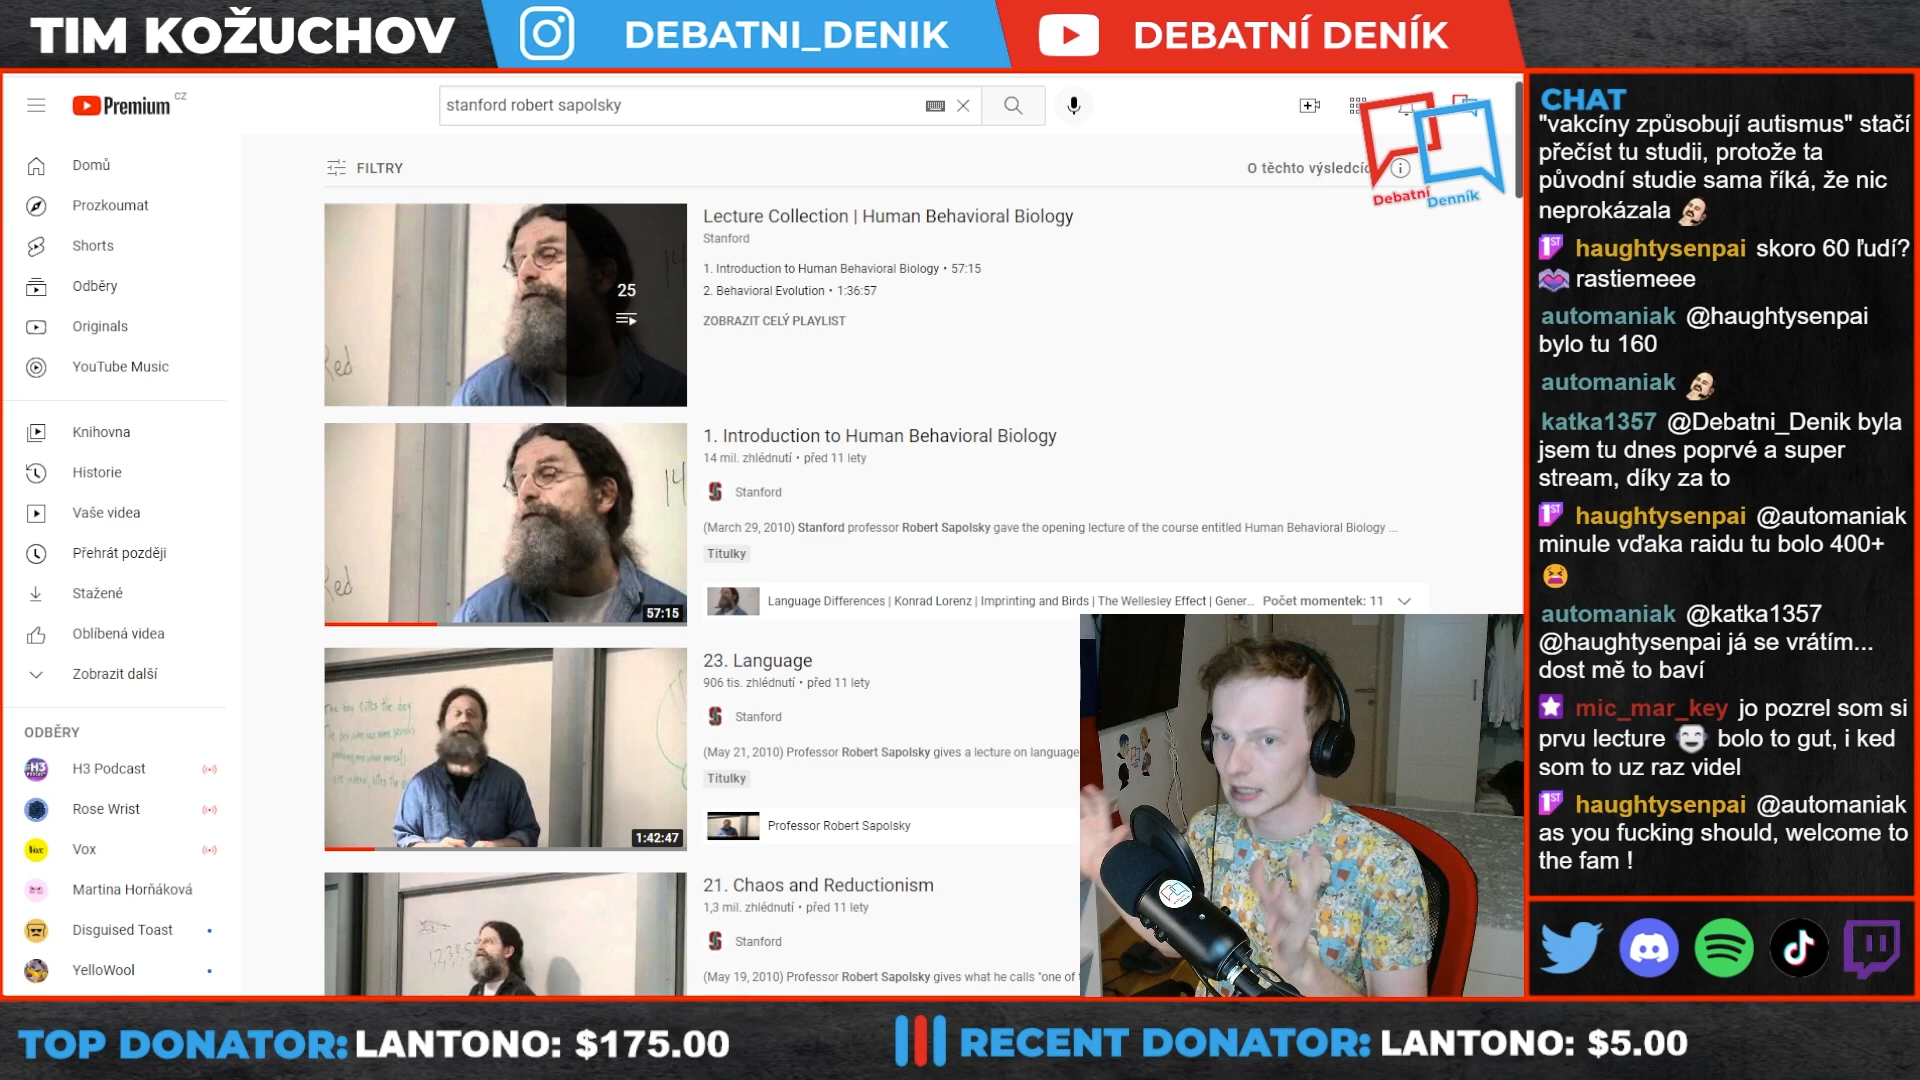 TIM KOŽUCHOV
DEBATNI_DENIK
DEBATNÍ DENÍK
Premium CZ
stanford robert sapolsky
Domů
Prozkoumat
Shorts
Odběry
Originals
YouTube Music
Knihovna
Historie
Vaše videa
Přehrát později
Stažené
Oblíbená videa
Zobrazit další
ODBĚRY
H3 Podcast
Rose Wrist
Vox
Martina Horňáková
Disguised Toast
YelloWool
FILTRY
O těchto
Debatní
Denník
25
Lecture Collection | Human Behavioral Biology
Stanford
1. Introduction to Human Behavioral Biology • 57:15
2. Behavioral Evolution • 1:36:57
ZOBRAZIT CELÝ PLAYLIST
57:15
1. Introduction to Human Behavioral Biology
14 mil. zhlédnutí • před 11 lety
Stanford
(March 29, 2010) Stanford professor Robert Sapolsky gave the opening lecture of the course entitled Human Behavioral Biology ...
Titulky
Language Differences | Konrad Lorenz | Imprinting and Birds | The Wellesley Effect | Gener... Počet momentek: 11
1:42:47
23. Language
906 tis. zhlédnutí • před 11 lety
Stanford
(May 21, 2010) Professor Robert Sapolsky gives a lecture on language
Titulky
Professor Robert Sapolsky
21. Chaos and Reductionism
1,3 mil. zhlédnutí • před 11 lety
Stanford
(May 19, 2010) Professor Robert Sapolsky gives what he calls "one of
CHAT
"vakcíny způsobují autismus" stačí
přečíst tu studii, protože ta
původní studie sama říká, že nic
neprokázala
1ST haughtysenpai skoro 60 ľudí?
rastiemeee
automaniak @haughtysenpai
bylo tu 160
automaniak
katka1357 @Debatni_Denik byla
jsem tu dnes poprvé a super
stream, díky za to
1ST haughtysenpai @automaniak
minule vďaka raidu tu bolo 400+
automaniak @katka1357
@haughtysenpai já se vrátím...
dost mě to baví
mic_mar_key jo pozrel som si
prvu lecture bolo to gut, i ked
som to uz raz videl
1ST haughtysenpai @automaniak
as you fucking should, welcome to
the fam !
TOP DONATOR: LANTONO: $175.00
RECENT DONATOR: LANTONO: $5.00